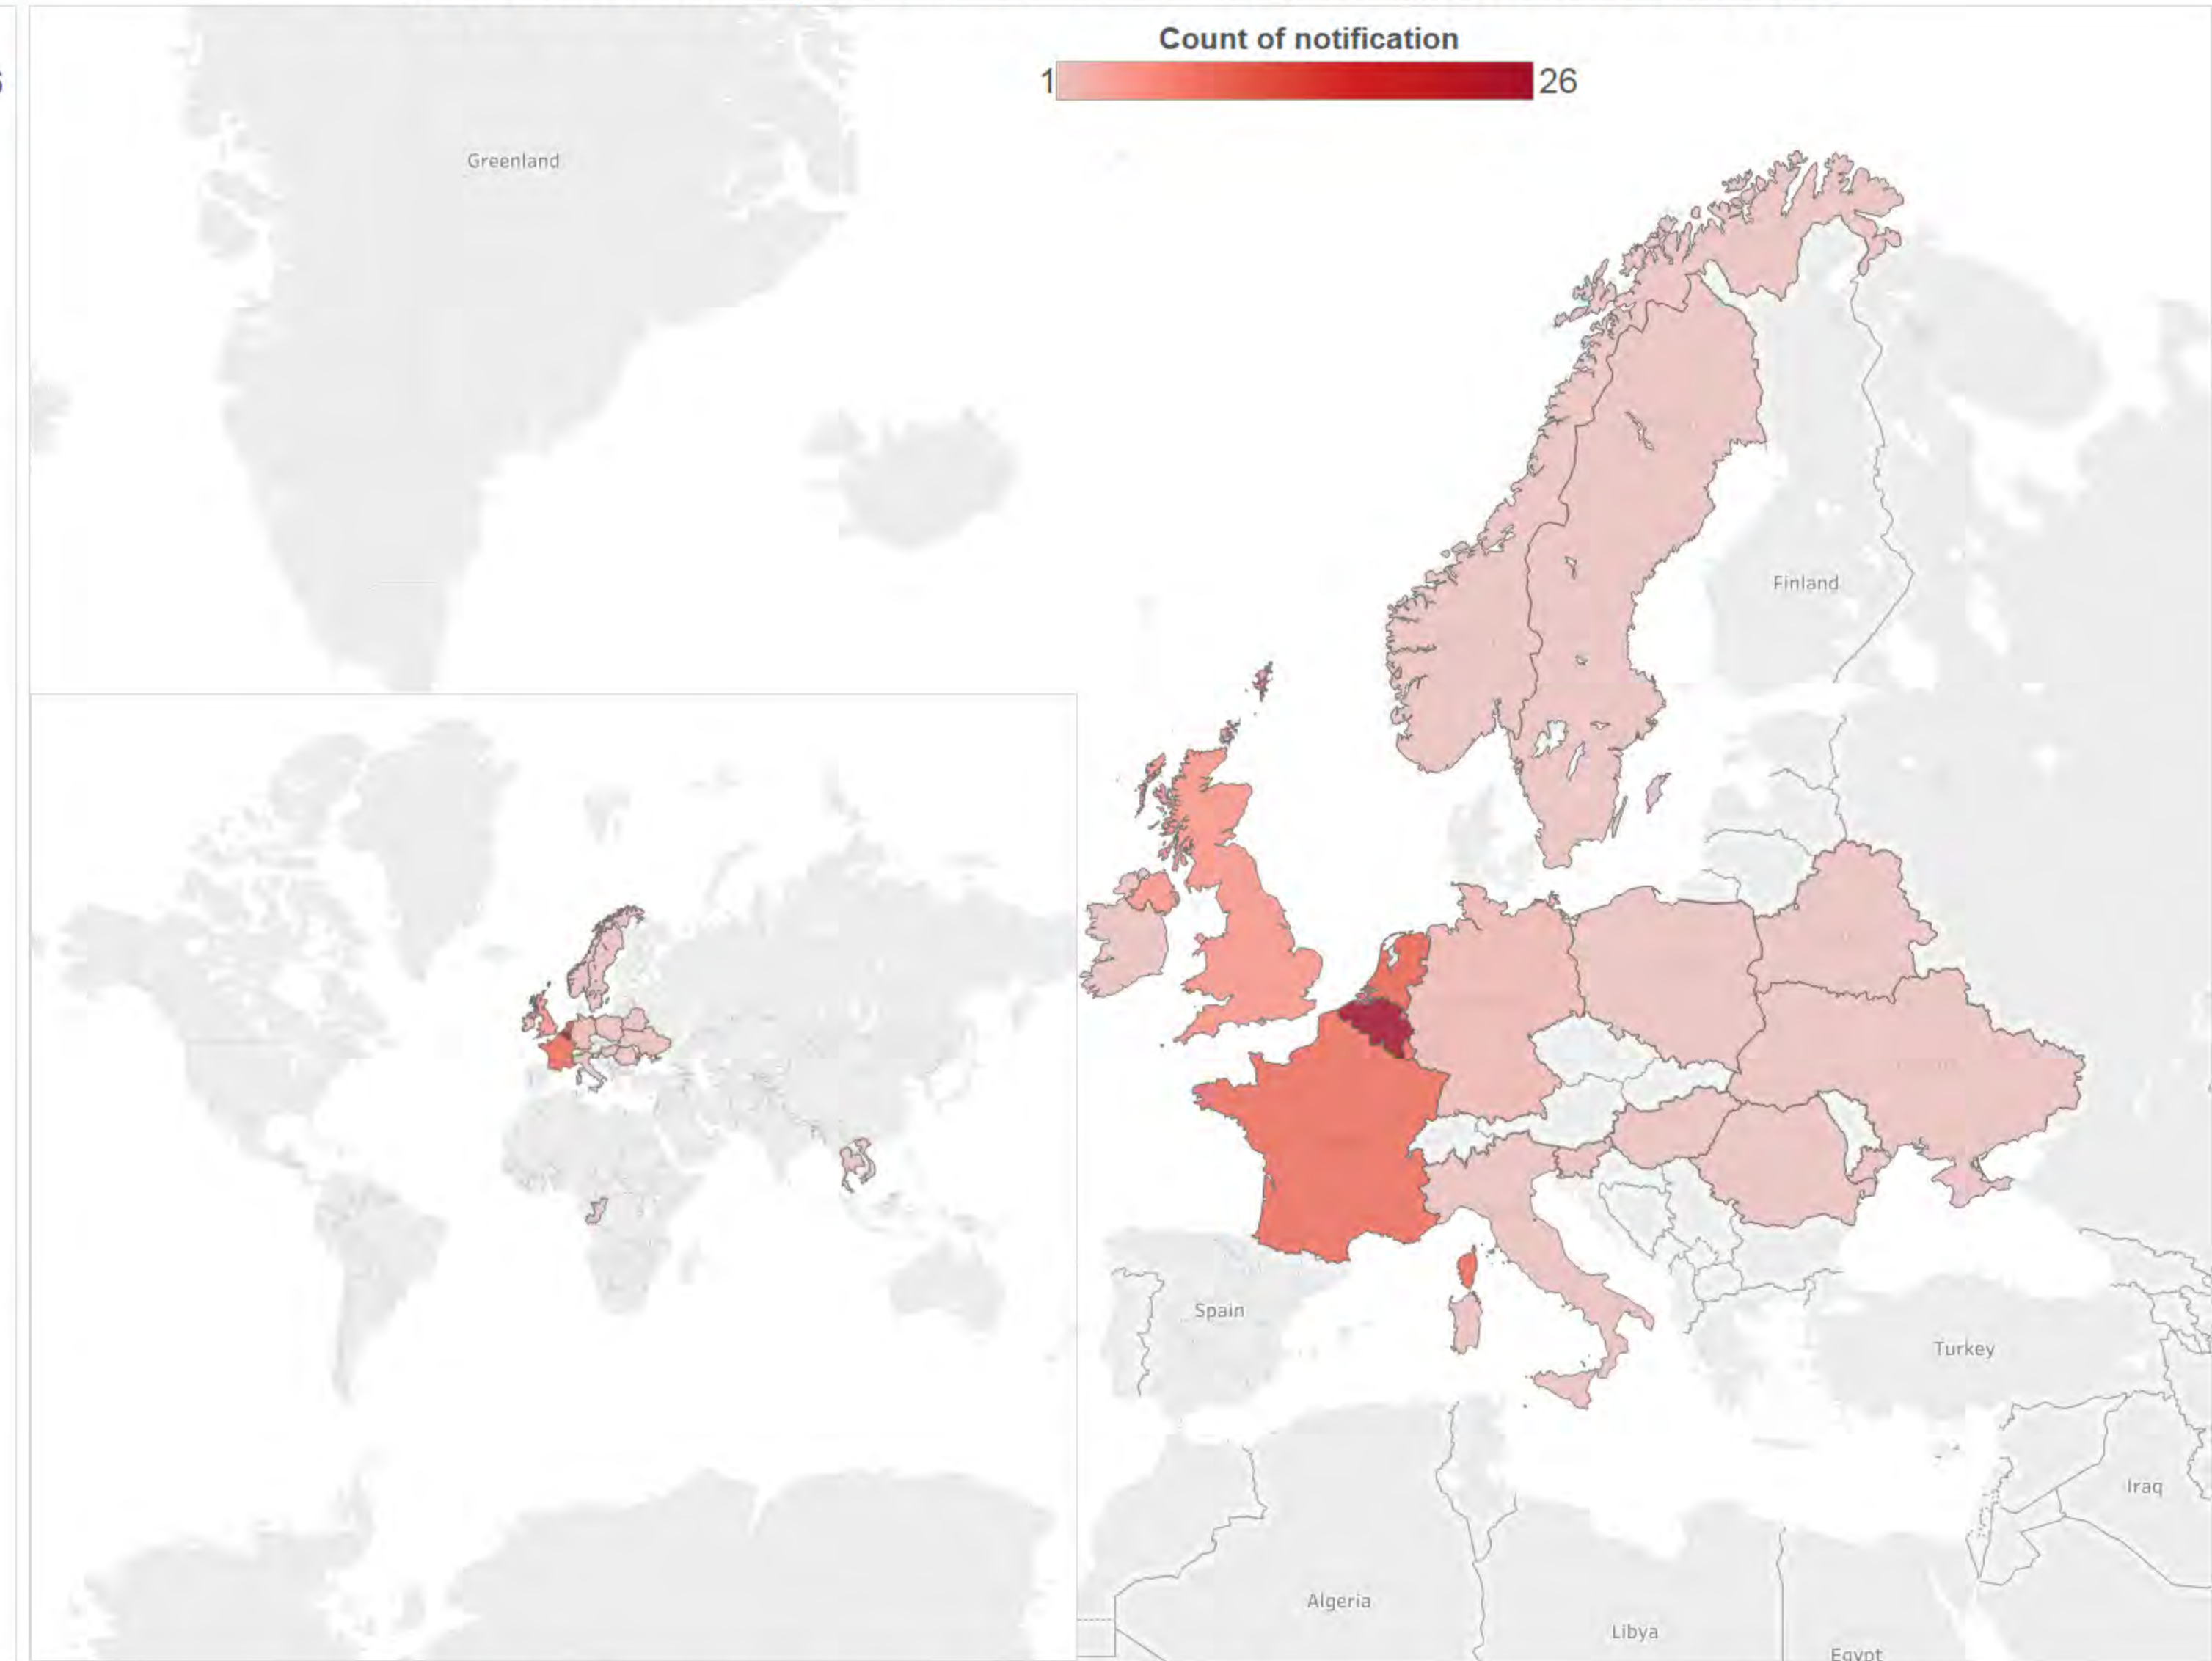 Count of notification
1 26
Greenland
Finland
Spain
Turkey
Iraq
Algeria
Libya
Egypt